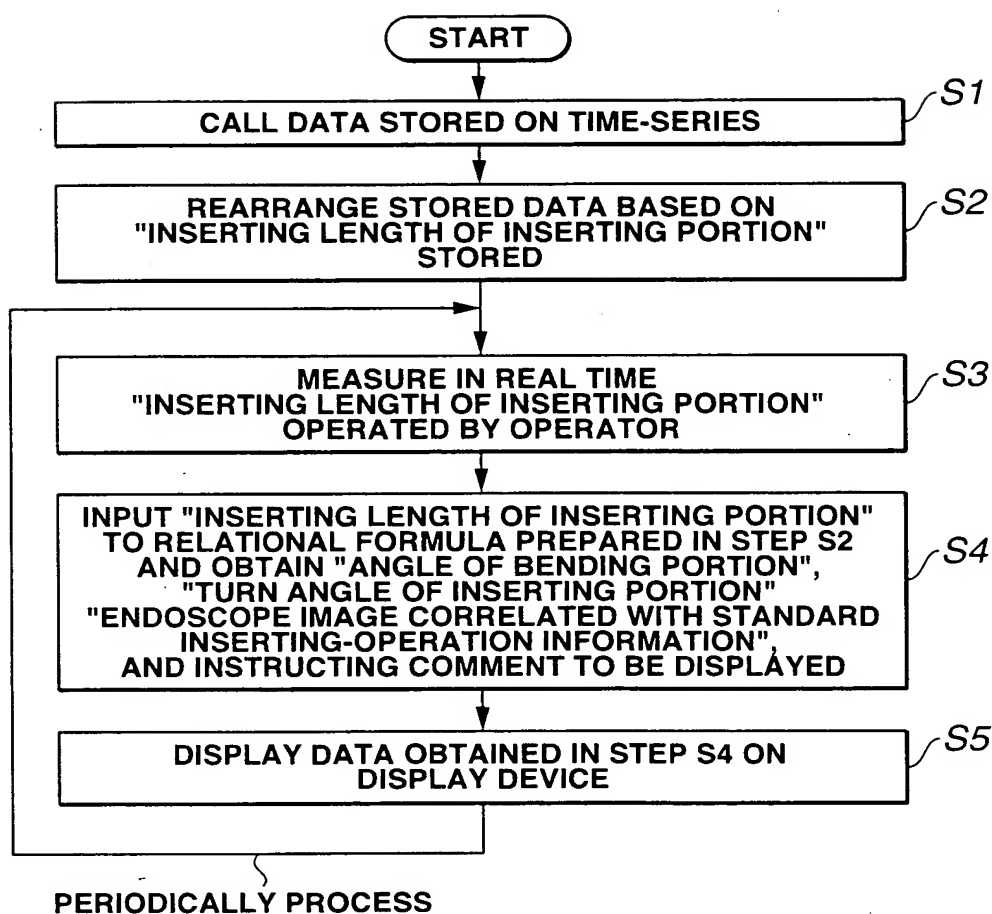 START
CALL DATA STORED ON TIME-SERIES
S1
REARRANGE STORED DATA BASED ON
"INSERTING LENGTH OF INSERTING PORTION"
STORED
S2
MEASURE IN REAL TIME
"INSERTING LENGTH OF INSERTING PORTION"
OPERATED BY OPERATOR
S3
INPUT "INSERTING LENGTH OF INSERTING PORTION"
TO RELATIONAL FORMULA PREPARED IN STEP S2
AND OBTAIN "ANGLE OF BENDING PORTION",
"TURN ANGLE OF INSERTING PORTION"
"ENDOSCOPE IMAGE CORRELATED WITH STANDARD
INSERTING-OPERATION INFORMATION",
AND INSTRUCTING COMMENT TO BE DISPLAYED
S4
DISPLAY DATA OBTAINED IN STEP S4 ON
DISPLAY DEVICE
S5
PERIODICALLY PROCESS